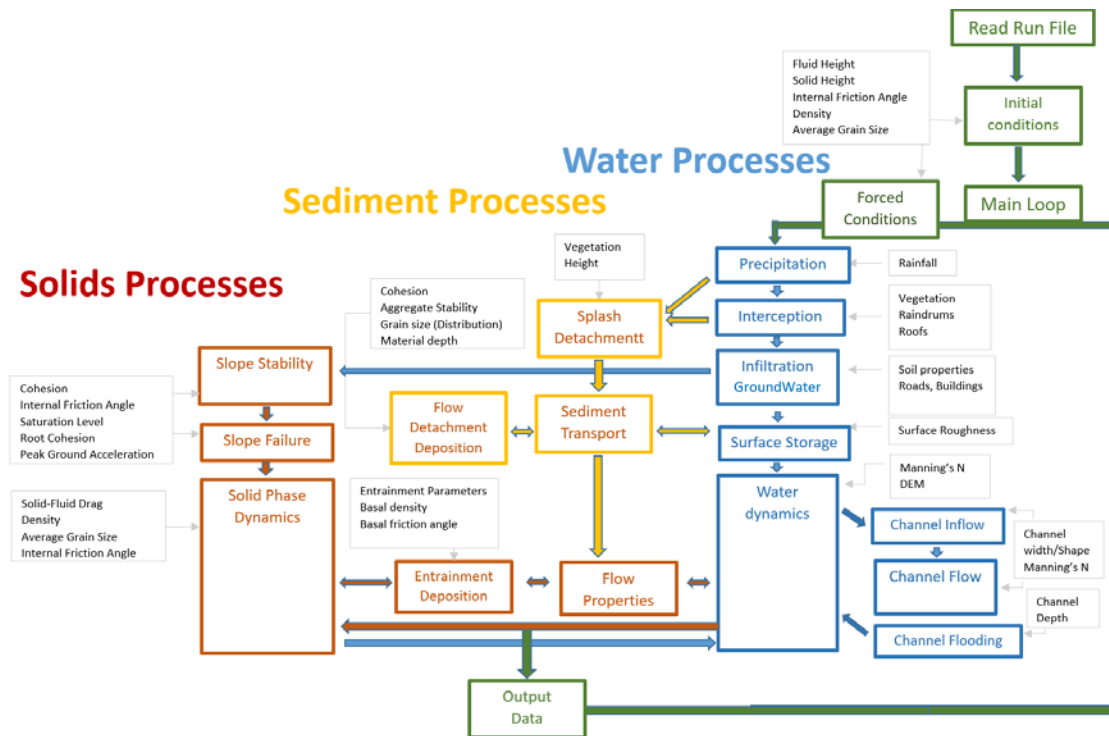 Read Run File
Fluid Height
Solid Height
Internal Friction Angle
Density
Average Grain Size
Initial
conditions
Water Processes
Forced
Conditions
Main Loop
Sediment Processes
Vegetation
Height
Precipitation
Rainfall
Solids Processes
Cohesion
Aggregate Stability
Grain size (Distribution)
Material depth
Splash
Detachmentt
Interception
Vegetation
Raindrums
Roofs
Slope Stability
Infiltration
GroundWater
Soil properties
Roads, Buildings
Cohesion
Internal Friction Angle
Saturation Level
Root Cohesion
Peak Ground Acceleration
Slope Failure
Flow
Detachment
Deposition
Sediment
Transport
Surface Storage
Surface Roughness
Solid-Fluid Drag
Density
Average Grain Size
Internal Friction Angle
Solid Phase
Dynamics
Entrainment Parameters
Basal density
Basal friction angle
Water
dynamics
Manning's N
DEM
Channel Inflow
Channel
width/Shape
Manning's N
Entrainment
Deposition
Flow
Properties
Channel Flow
Channel
Depth
Channel Flooding
Output
Data